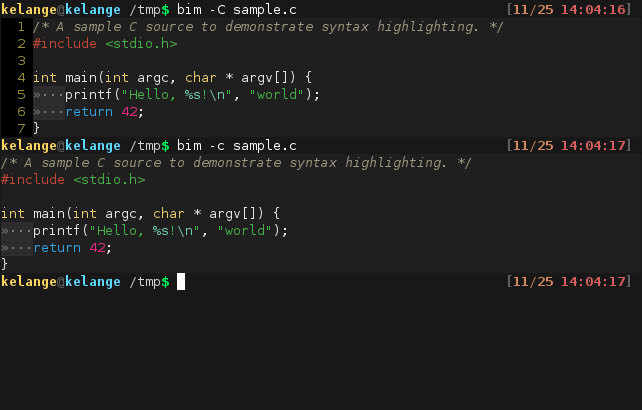 kelange@kelange /tmp$ bim -C sample.c [11/25 14:04:16]
1 /* A sample C source to demonstrate syntax highlighting. */
2 #include <stdio.h>
3
4 int main(int argc, char * argv[]) {
5 »···printf("Hello, %s!\n", "world");
6 »···return 42;
7 }
kelange@kelange /tmp$ bim -c sample.c [11/25 14:04:17]
/* A sample C source to demonstrate syntax highlighting. */
#include <stdio.h>
int main(int argc, char * argv[]) {
»···printf("Hello, %s!\n", "world");
»···return 42;
}
kelange@kelange /tmp$ [11/25 14:04:17]